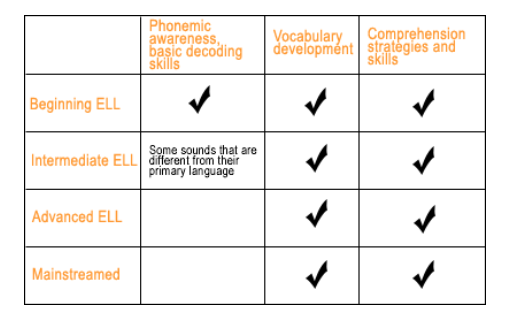 Phonemic
awareness,
basic decoding
skills
Vocabulary
development
Comprehension
strategies and
skills
Beginning ELL
Intermediate ELL
Some sounds that are
different from their
primary language
Advanced ELL
Mainstreamed